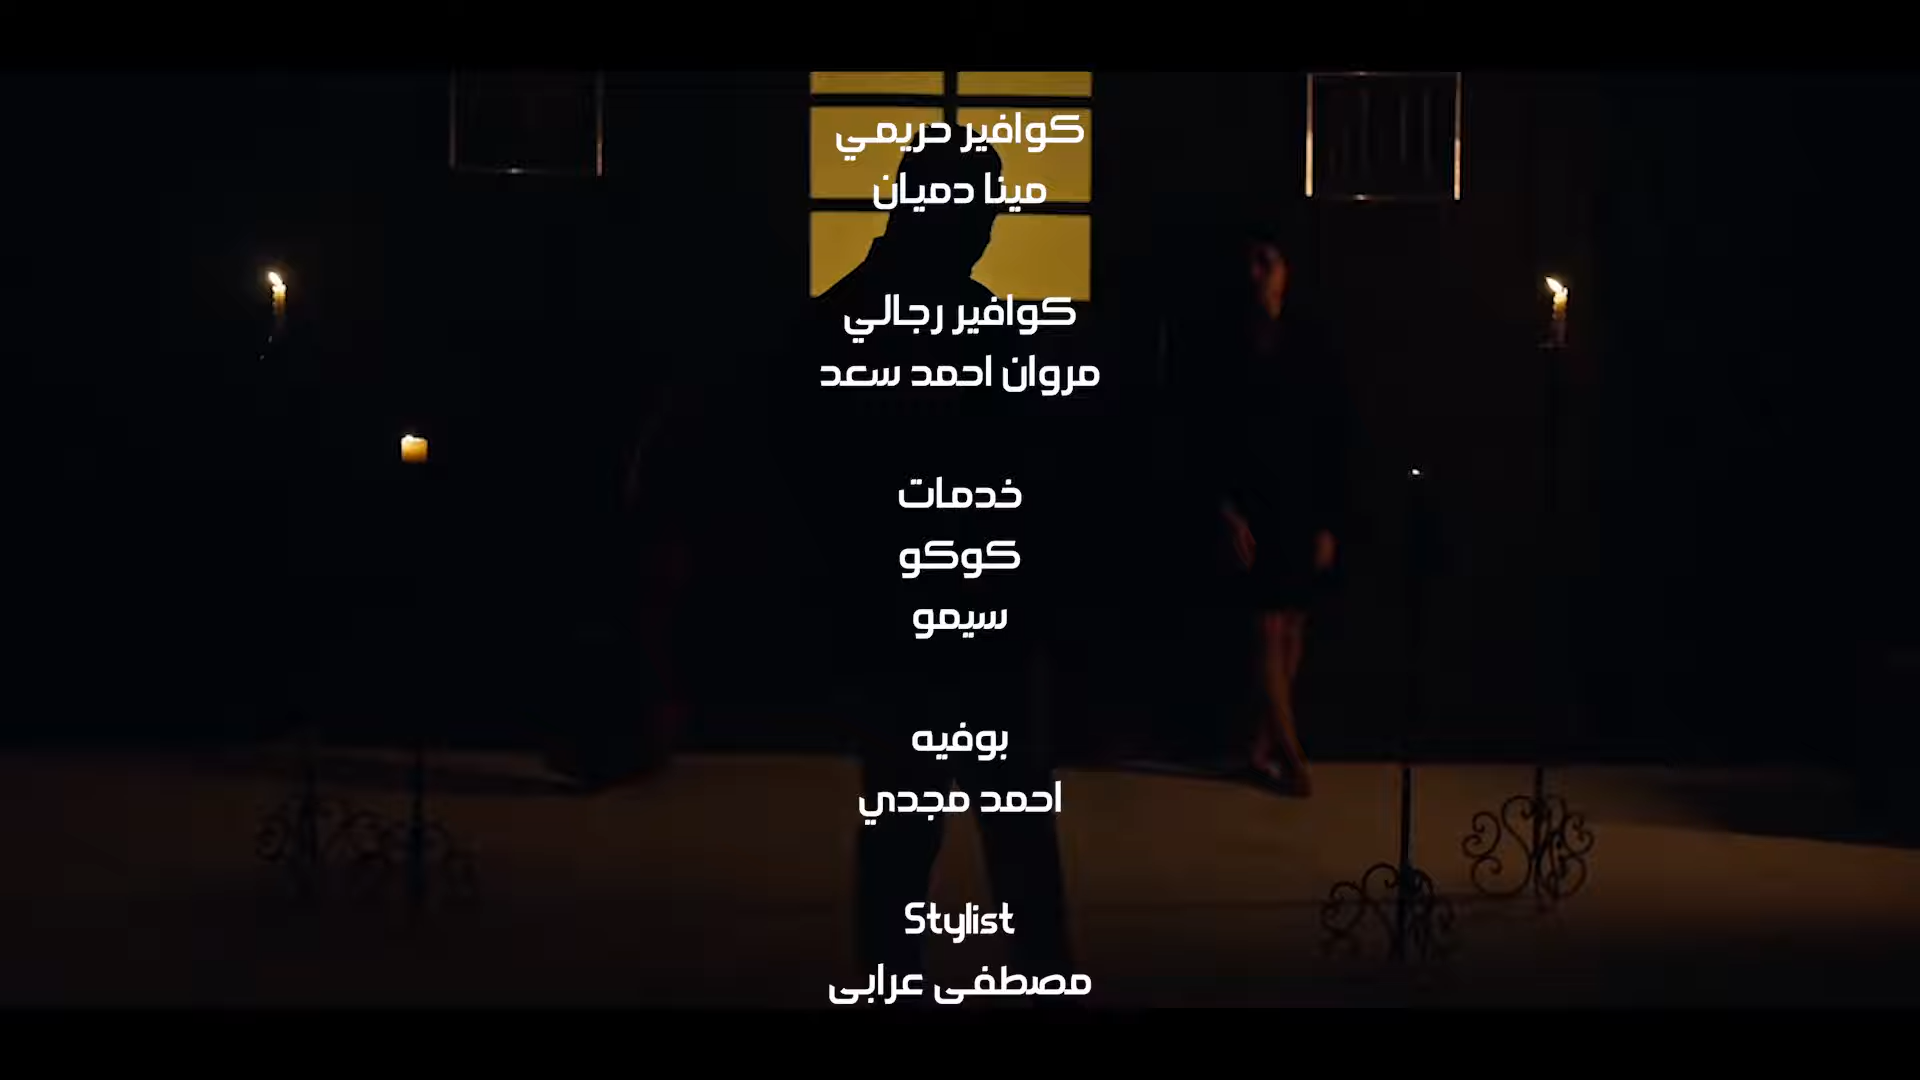 كوافير حريمي
مينا دميان
كوافير رجالي
مروان احمد سعد
خدمات
كوكو
سيمو
بوفيه
احمد مجدي
Stylist
مصطفى عرابى